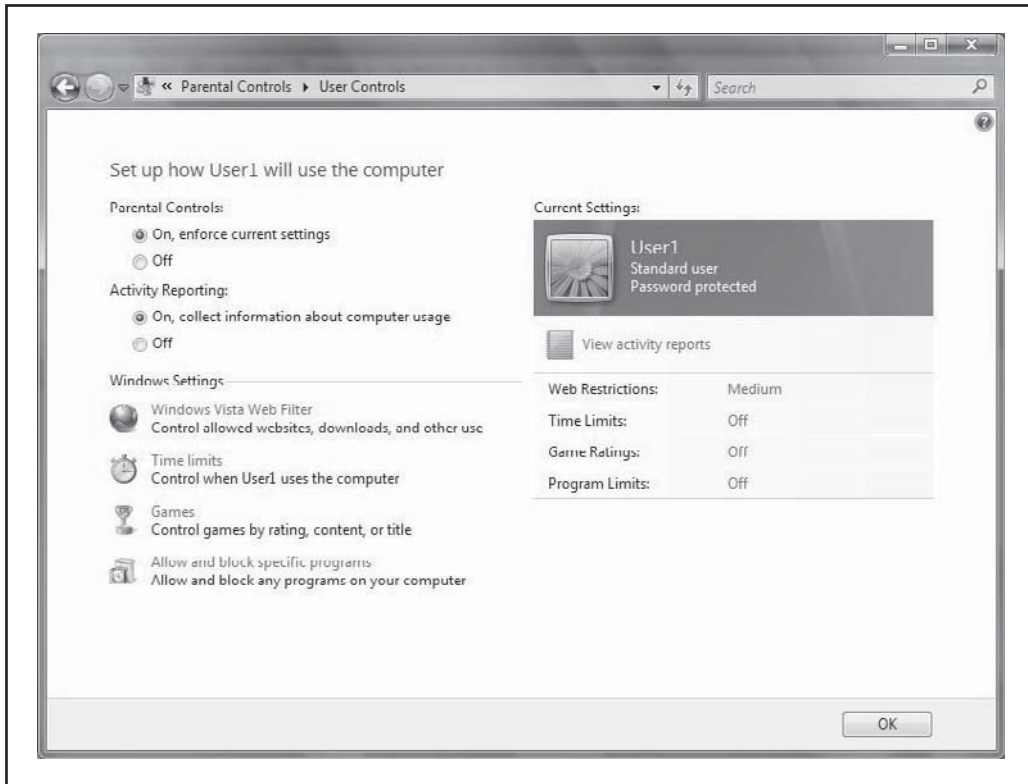 « Parental Controls ▸ User Controls
Search
Set up how User1 will use the computer
Parental Controls:
On, enforce current settings
Off
Activity Reporting:
On, collect information about computer usage
Off
Windows Settings
Windows Vista Web Filter
Control allowed websites, downloads, and other use
Time limits
Control when User1 uses the computer
Games
Control games by rating, content, or title
Allow and block specific programs
Allow and block any programs on your computer
Current Settings:
User1
Standard user
Password protected
View activity reports
Web Restrictions: Medium
Time Limits: Off
Game Ratings: Off
Program Limits: Off
OK